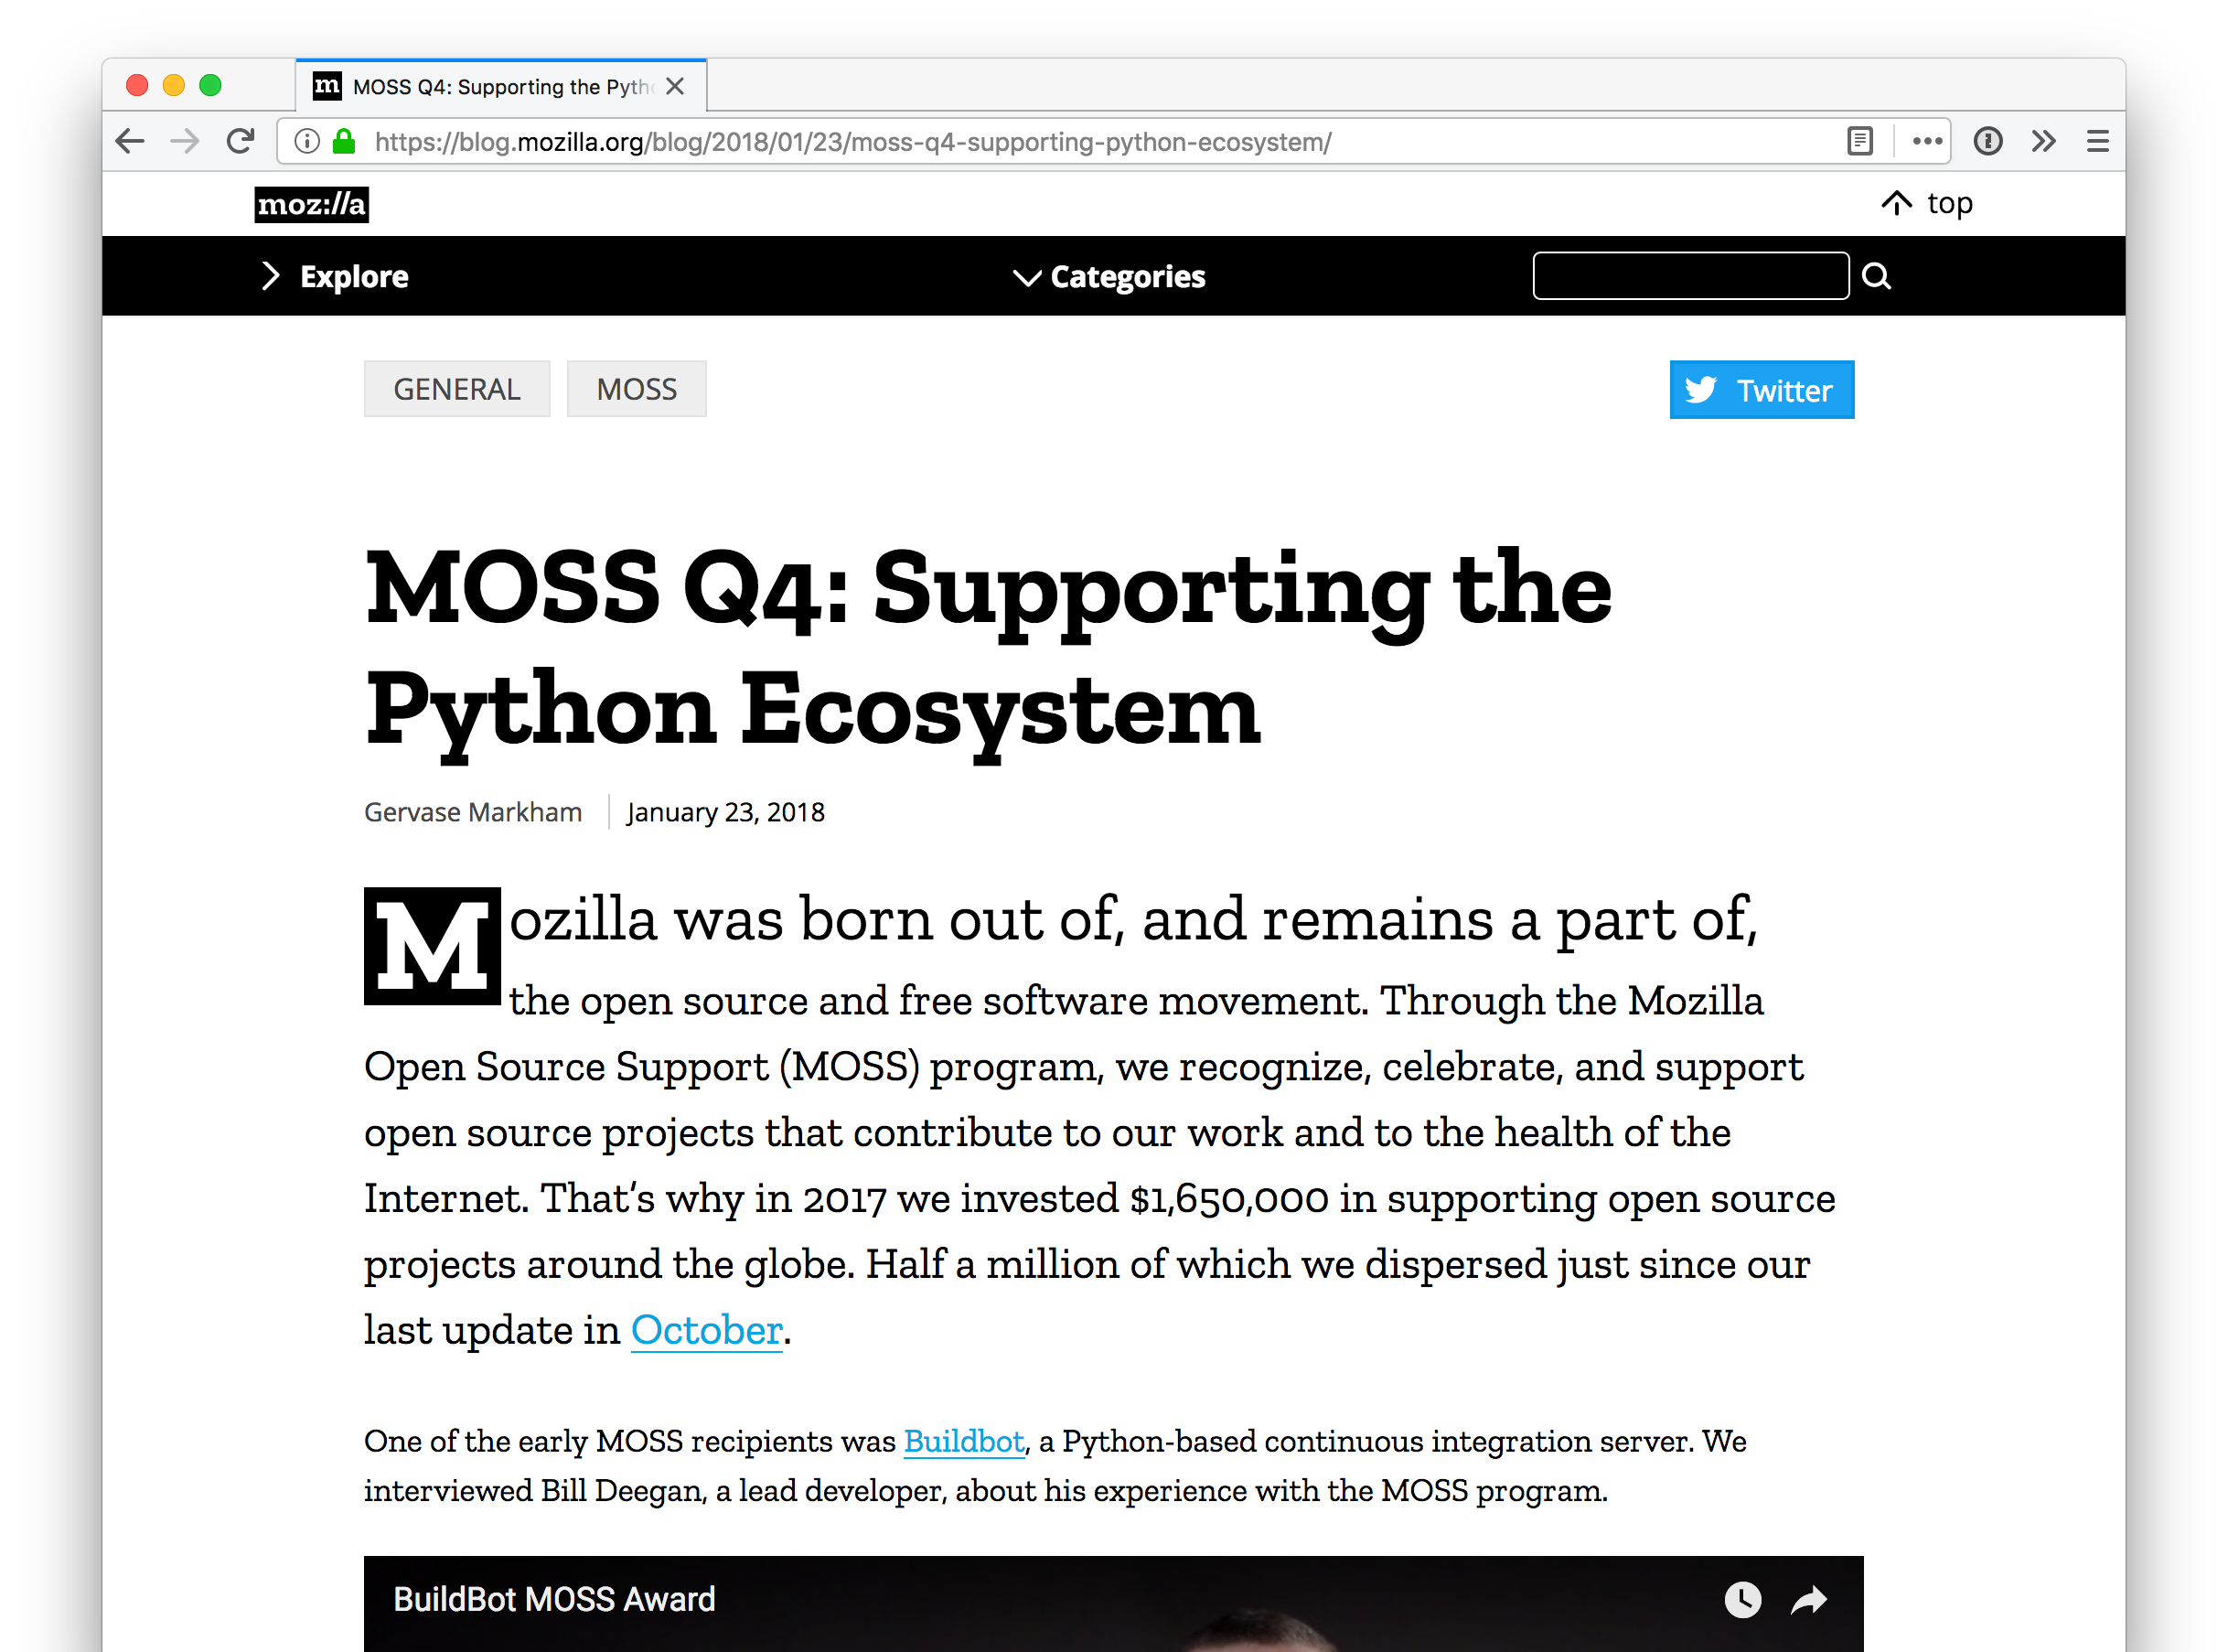 m MOSS Q4: Supporting the Pyth
https://blog.mozilla.org/blog/2018/01/23/moss-q4-supporting-python-ecosystem/
moz://a
top
Explore
Categories
GENERAL
MOSS
Twitter
MOSS Q4: Supporting the
Python Ecosystem
Gervase Markham
January 23, 2018
Mozilla was born out of, and remains a part of,
the open source and free software movement. Through the Mozilla
Open Source Support (MOSS) program, we recognize, celebrate, and support
open source projects that contribute to our work and to the health of the
Internet. That’s why in 2017 we invested $1,650,000 in supporting open source
projects around the globe. Half a million of which we dispersed just since our
last update in October.
One of the early MOSS recipients was Buildbot, a Python-based continuous integration server. We
interviewed Bill Deegan, a lead developer, about his experience with the MOSS program.
BuildBot MOSS Award